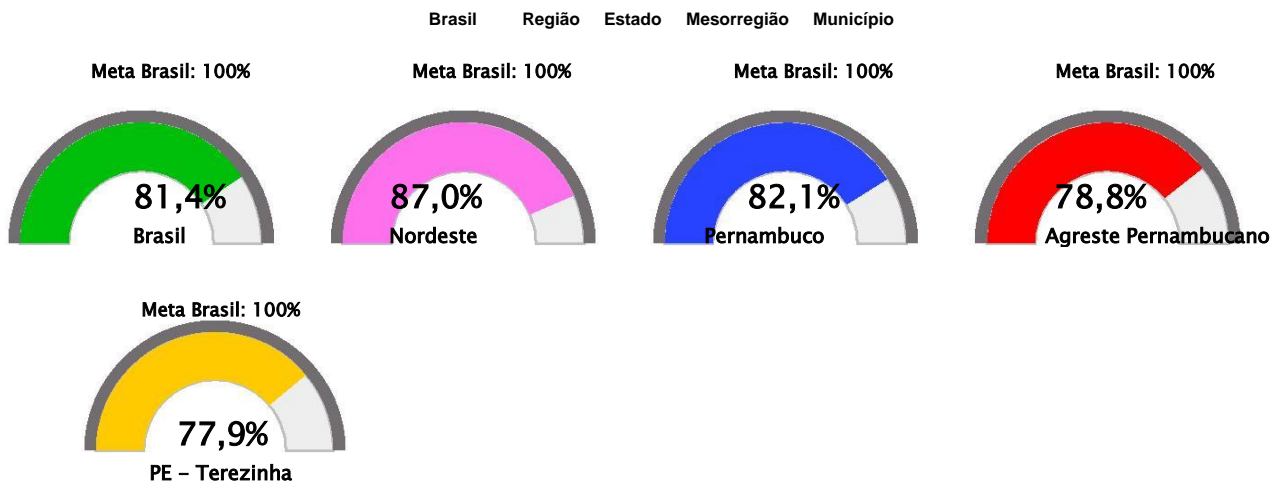 Brasil Região Estado Mesorregião Município
Meta Brasil: 100% Meta Brasil: 100% Meta Brasil: 100% Meta Brasil: 100%
81,4% 87,0% 82,1% 78,8%
Brasil Nordeste Pernambuco Agreste Pernambucano
Meta Brasil: 100%
77,9%
PE – Terezinha